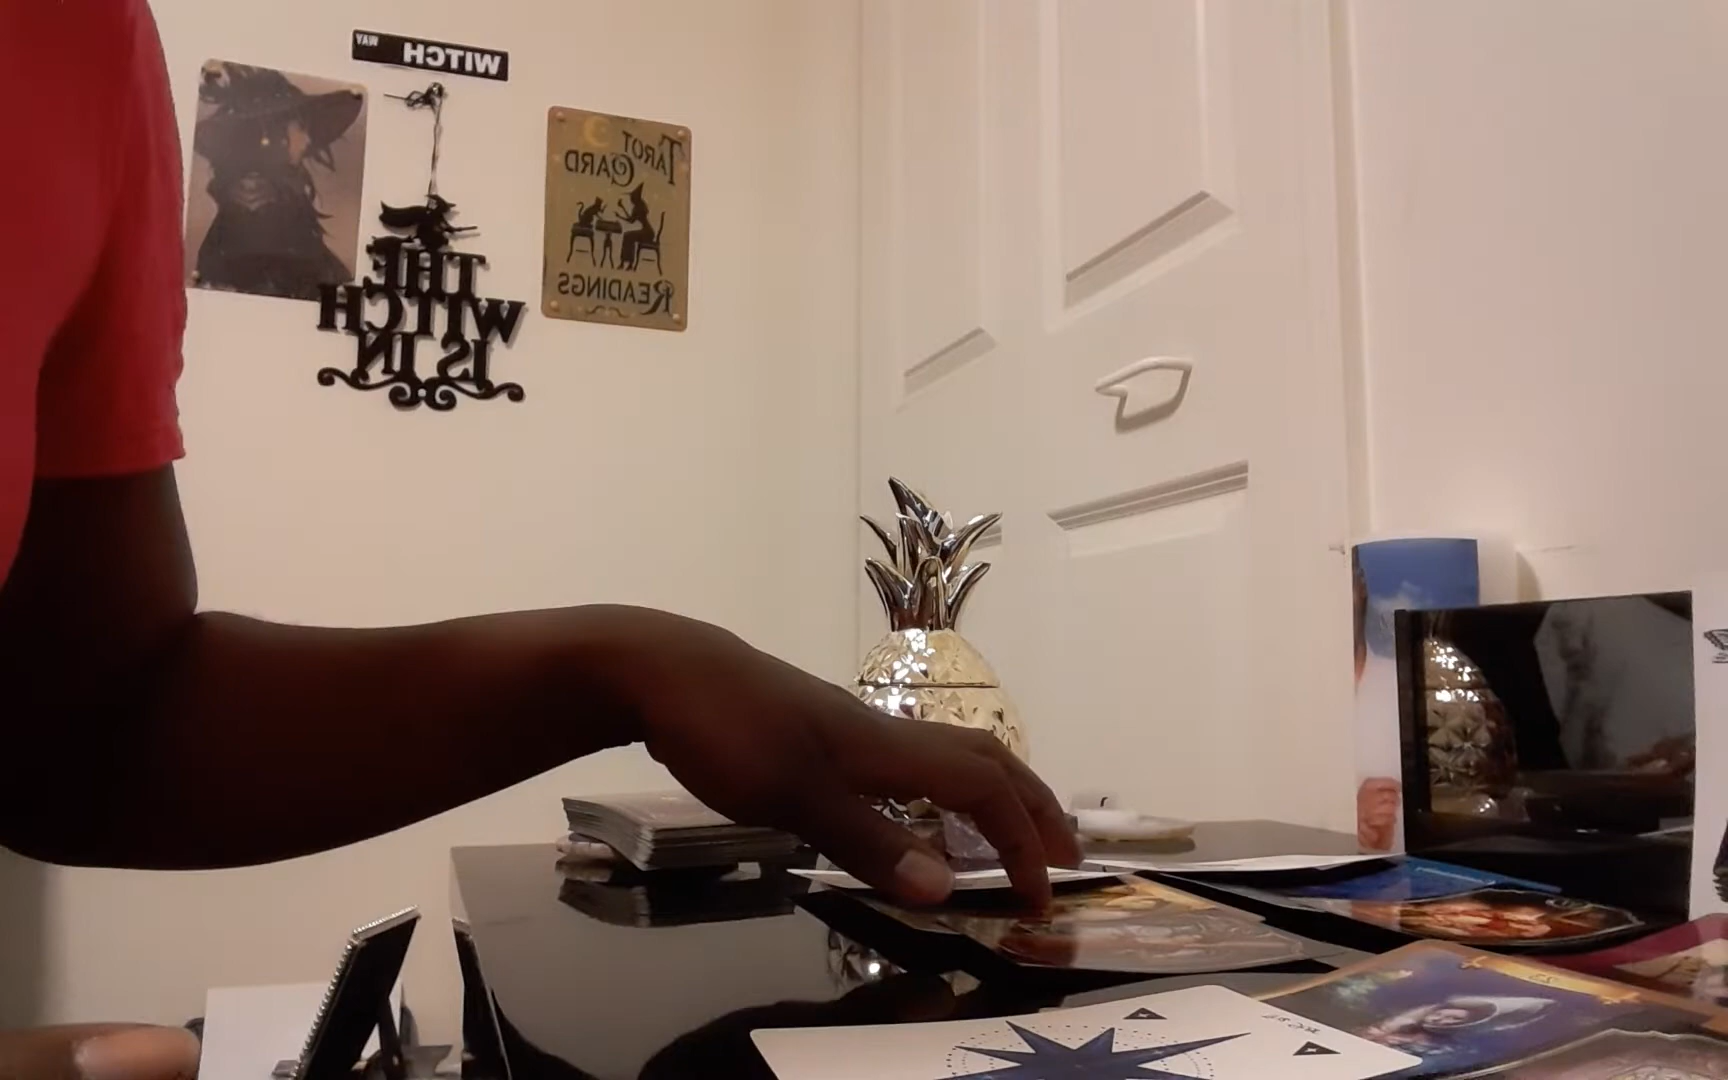 WITCH WAY
THE
WITCH
IS IN
TAROT
CARD
READINGS